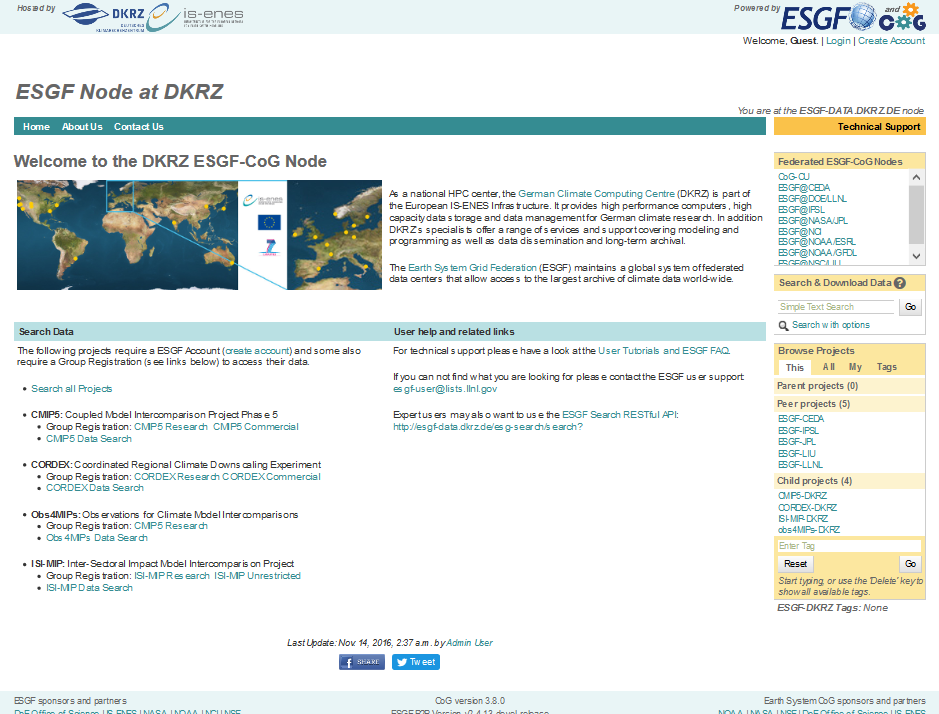 Hosted by
DKRZ
DEUTSCHES
KLIMARECHENZENTRUM
is-enes
Powered by
ESGF and CoG
Welcome, Guest. | Login | Create Account
ESGF Node at DKRZ
You are at the ESGF-DATA.DKRZ.DE node
Home About Us Contact Us
Technical Support
Welcome to the DKRZ ESGF-CoG Node
As a national HPC center, the German Climate Computing Centre (DKRZ) is part of
the European IS-ENES Infrastructure. It provides high performance computers, high
capacity data storage and data management for German climate research. In addition
DKRZ's specialists offer a range of services and support covering modeling and
programming as well as data dissemination and long-term archival.
The Earth System Grid Federation (ESGF) maintains a global system of federated
data centers that allow access to the largest archive of climate data world-wide.
Search Data
The following projects require a ESGF Account (create account) and some also
require a Group Registration (see links below) to access their data.
• Search all Projects
• CMIP5: Coupled Model Intercomparison Project Phase 5
• Group Registration: CMIP5 Research CMIP5 Commercial
• CMIP5 Data Search
• CORDEX: Coordinated Regional Climate Downscaling Experiment
• Group Registration: CORDEX Research CORDEX Commercial
• CORDEX Data Search
• Obs4MIPs: Observations for Climate Model Intercomparisons
• Group Registration: CMIP5 Research
• Obs4MIPs Data Search
• ISI-MIP: Inter-Sectoral Impact Model Intercomparison Project
• Group Registration: ISI-MIP Research ISI-MIP Unrestricted
• ISI-MIP Data Search
User help and related links
For technical support please have a look at the User Tutorials and ESGF FAQ.
If you can not find what you are looking for please contact the ESGF user support:
esgf-user@lists.llnl.gov
Expert users may also want to use the ESGF Search RESTful API:
http://esgf-data.dkrz.de/esg-search/search?
Federated ESGF-CoG Nodes
CoG-CU
ESGF@CEDA
ESGF@DOE/LLNL
ESGF@IPSL
ESGF@NASA/JPL
ESGF@NCI
ESGF@NOAA/ESRL
ESGF@NOAA/GFDL
ESGF@NSC/LIU
Search & Download Data ?
Simple Text Search
Go
Search with options
Browse Projects
This All My Tags
Parent projects (0)
Peer projects (5)
ESGF-CEDA
ESGF-IPSL
ESGF-JPL
ESGF-LIU
ESGF-LLNL
Child projects (4)
CMIP5-DKRZ
CORDEX-DKRZ
ISI-MIP-DKRZ
obs4MIPs-DKRZ
Enter Tag
Reset Go
Start typing, or use the 'Delete' key to
show all available tags.
ESGF-DKRZ Tags: None
Last Update: Nov. 14, 2016, 2:37 a.m. by Admin User
f SHARE
Tweet
ESGF sponsors and partners
DoE Office of Science | IS-ENES | NASA | NOAA | NCI | NSF
CoG version 3.8.0
ESGF P2P Version v2.4.13-devel-release
Earth System CoG sponsors and partners
NOAA | NASA | NSF | DoE Office of Science | IS-ENES